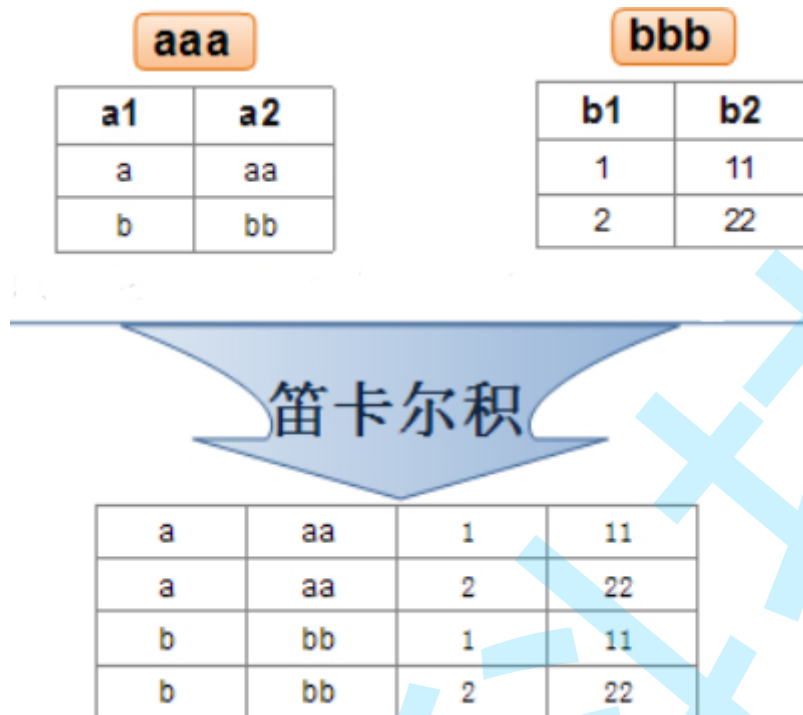 aaa
bbb
a1 a2
a aa
b bb
b1 b2
1 11
2 22
笛卡尔积
a aa 1 11
a aa 2 22
b bb 1 11
b bb 2 22